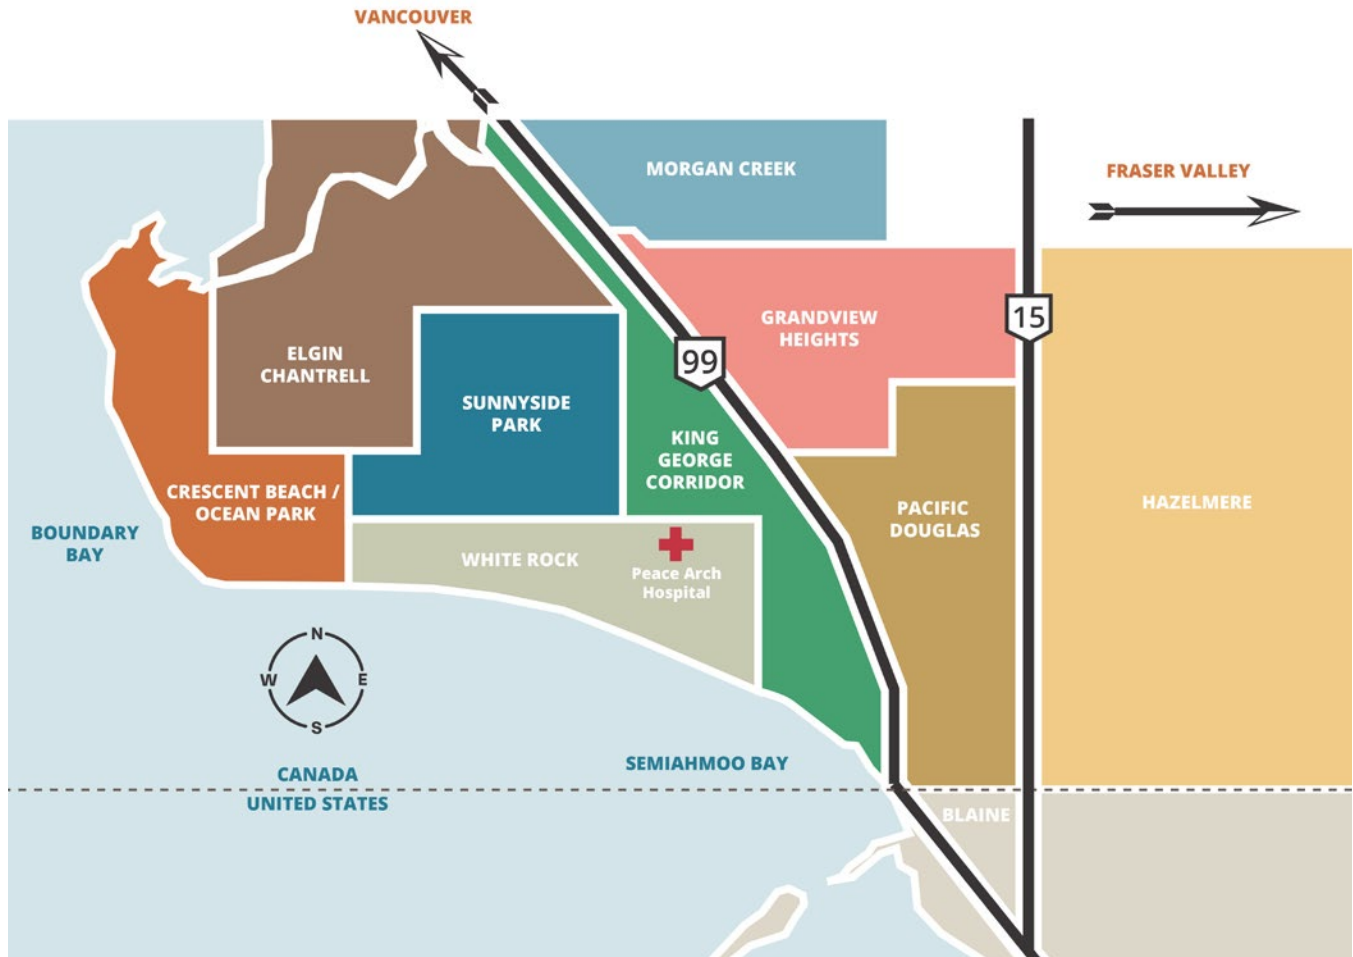 VANCOUVER
MORGAN CREEK
FRASER VALLEY
GRANDVIEW
HEIGHTS
15
ELGIN
CHANTRELL
99
SUNNYSIDE
PARK
KING
GEORGE
CORRIDOR
CRESCENT BEACH /
OCEAN PARK
PACIFIC
DOUGLAS
HAZELMERE
BOUNDARY
BAY
WHITE ROCK
Peace Arch
Hospital
N
W E
S
SEMIAHMOO BAY
CANADA
UNITED STATES
BLAINE